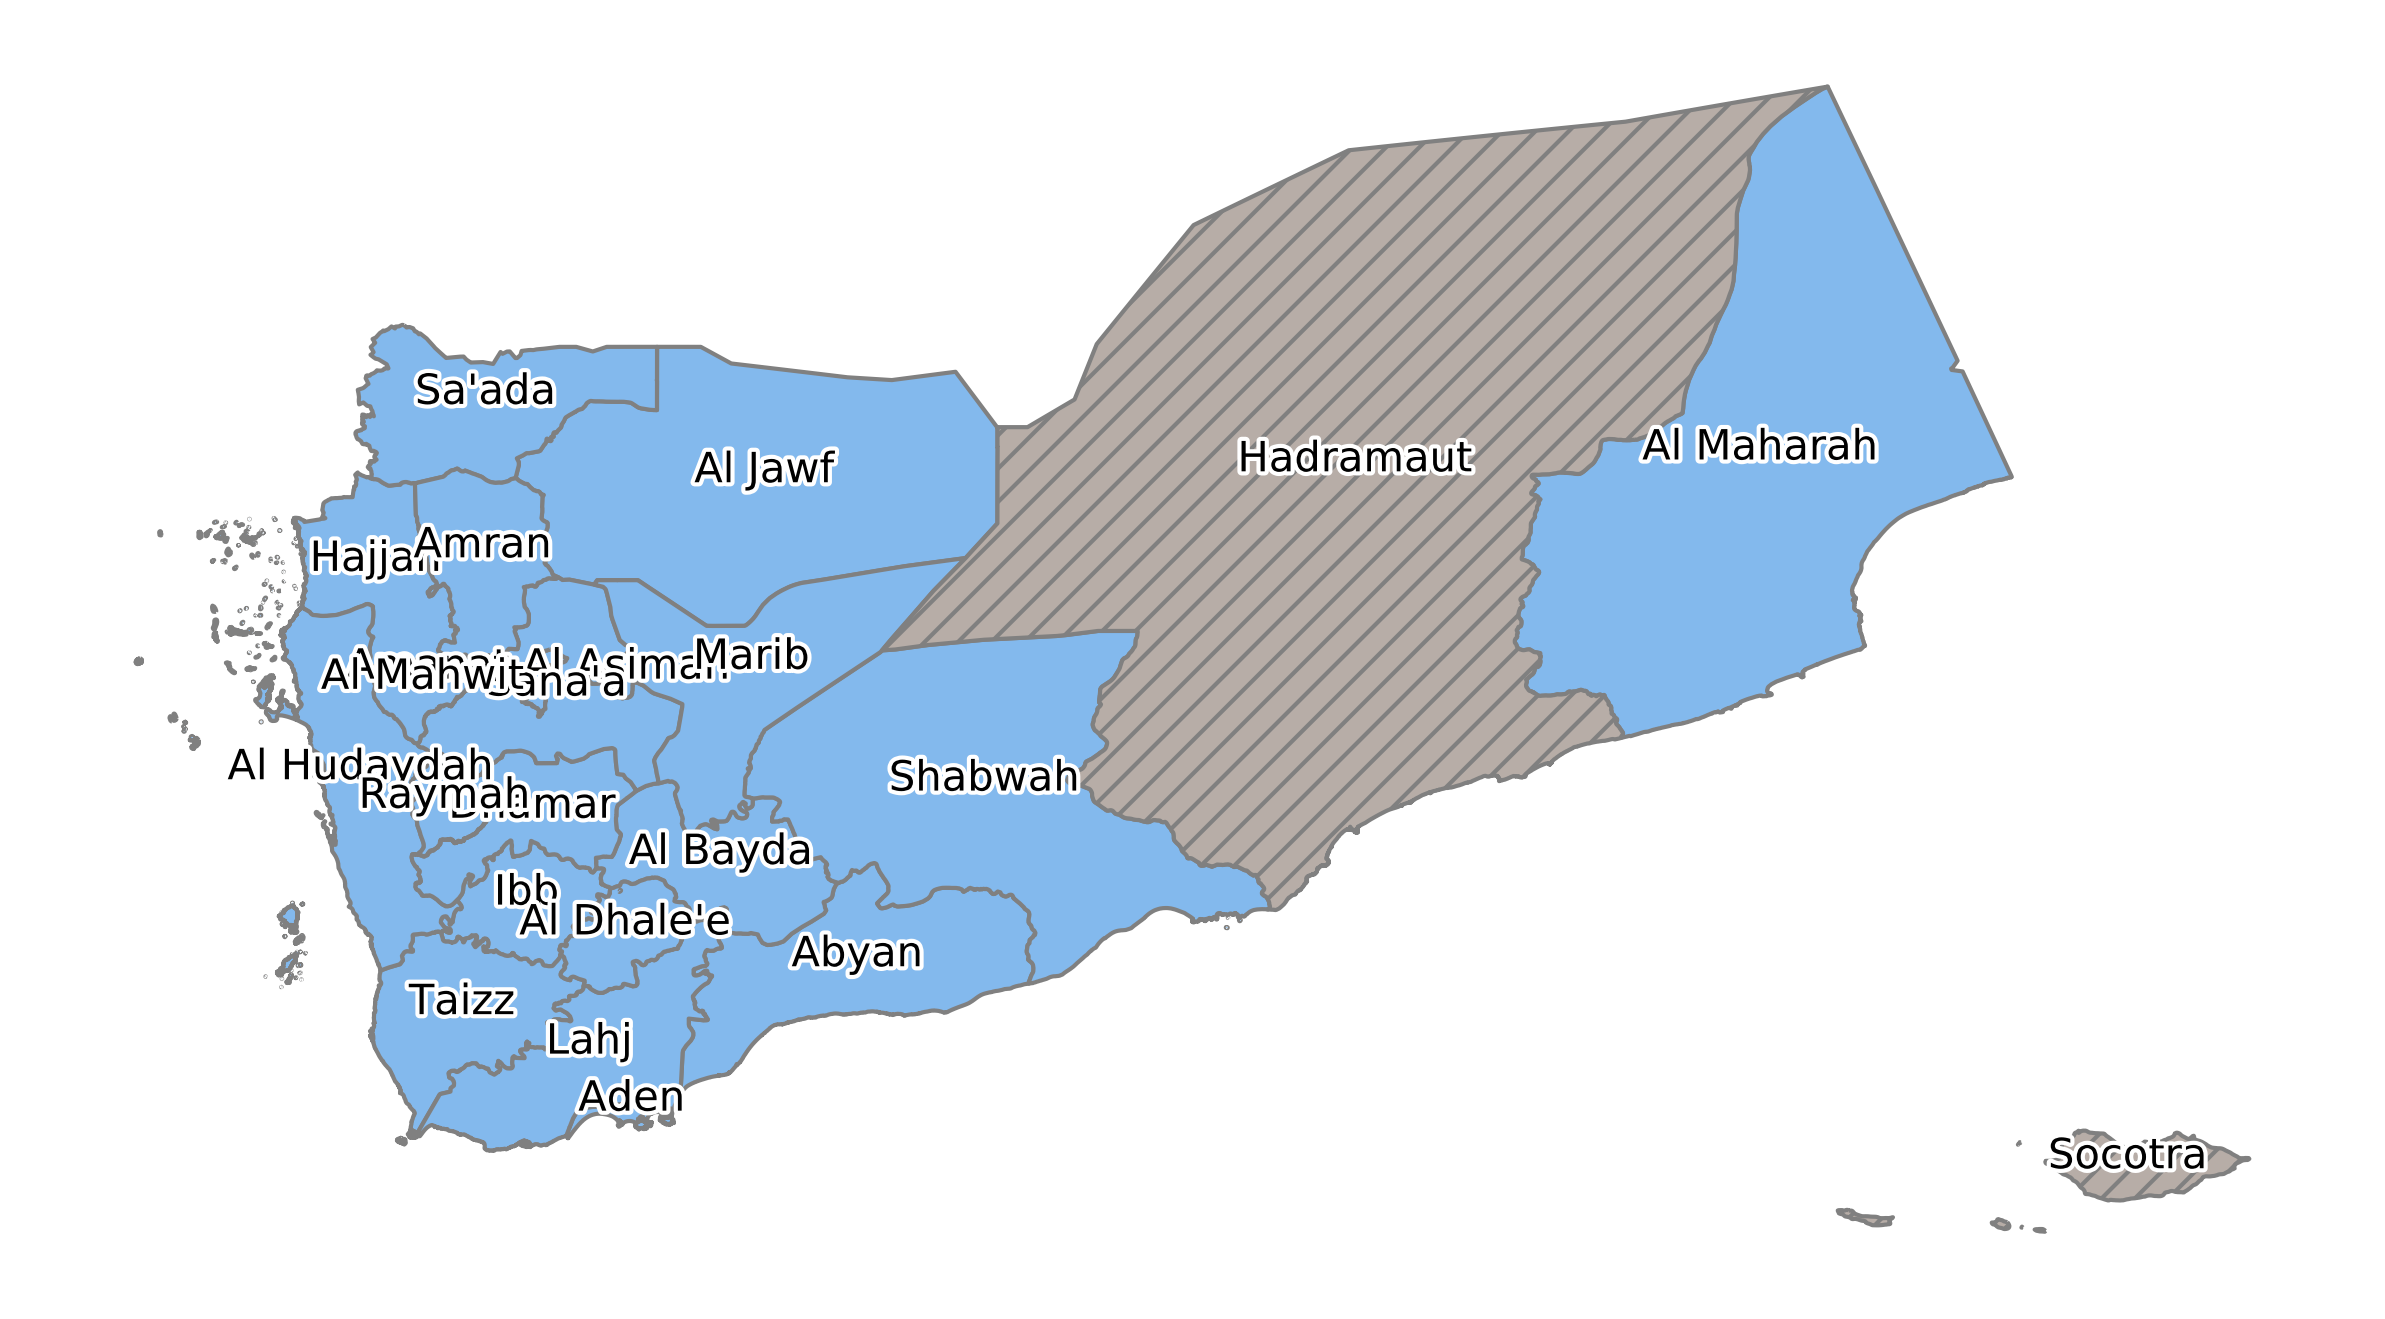 Sa'ada
Al Jawf
Hadramaut
Al Maharah
Hajjah
Amran
Marib
Al Asimah
Al Mahwit
Sana'a
Al Hudaydah
Raymah
Dhamar
Shabwah
Al Bayda
Ibb
Al Dhale'e
Abyan
Taizz
Lahj
Aden
Socotra